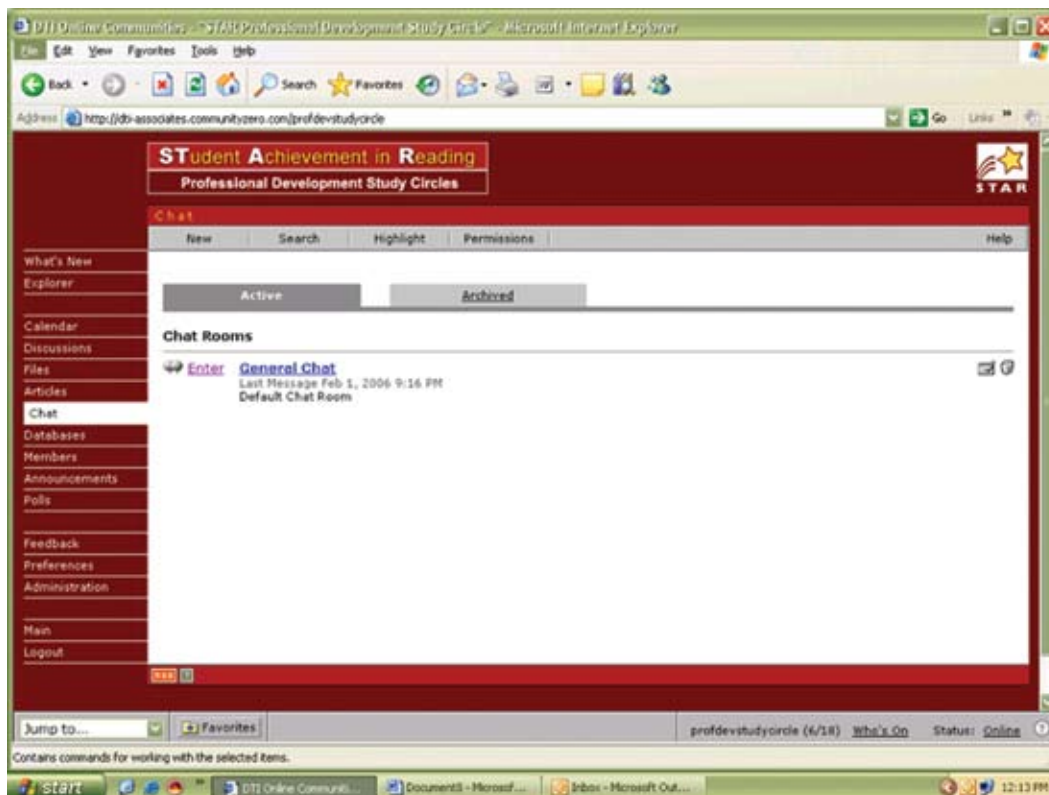 DTI Online Communities - "STAR Professional Development Study Circle" - Microsoft Internet Explorer
File Edit View Favorites Tools Help
Back Search Favorites
Address http://dti-associates.communityzero.com/profdevstudycircle Go Links
STudent Achievement in Reading
Professional Development Study Circles
STAR
Chat
New Search Highlight Permissions Help
What's New
Explorer
Calendar
Discussions
Files
Articles
Chat
Databases
Members
Announcements
Polls
Feedback
Preferences
Administration
Main
Logout
Active Archived
Chat Rooms
Enter General Chat
Last Message Feb 1, 2006 9:16 PM
Default Chat Room
RSS ?
Jump to... Favorites profdevstudycircle (6/18) Who's On Status: Online
Contains commands for working with the selected items.
start DTI Online Communiti... Document5 - Microsof... Inbox - Microsoft Out... 12:13 PM